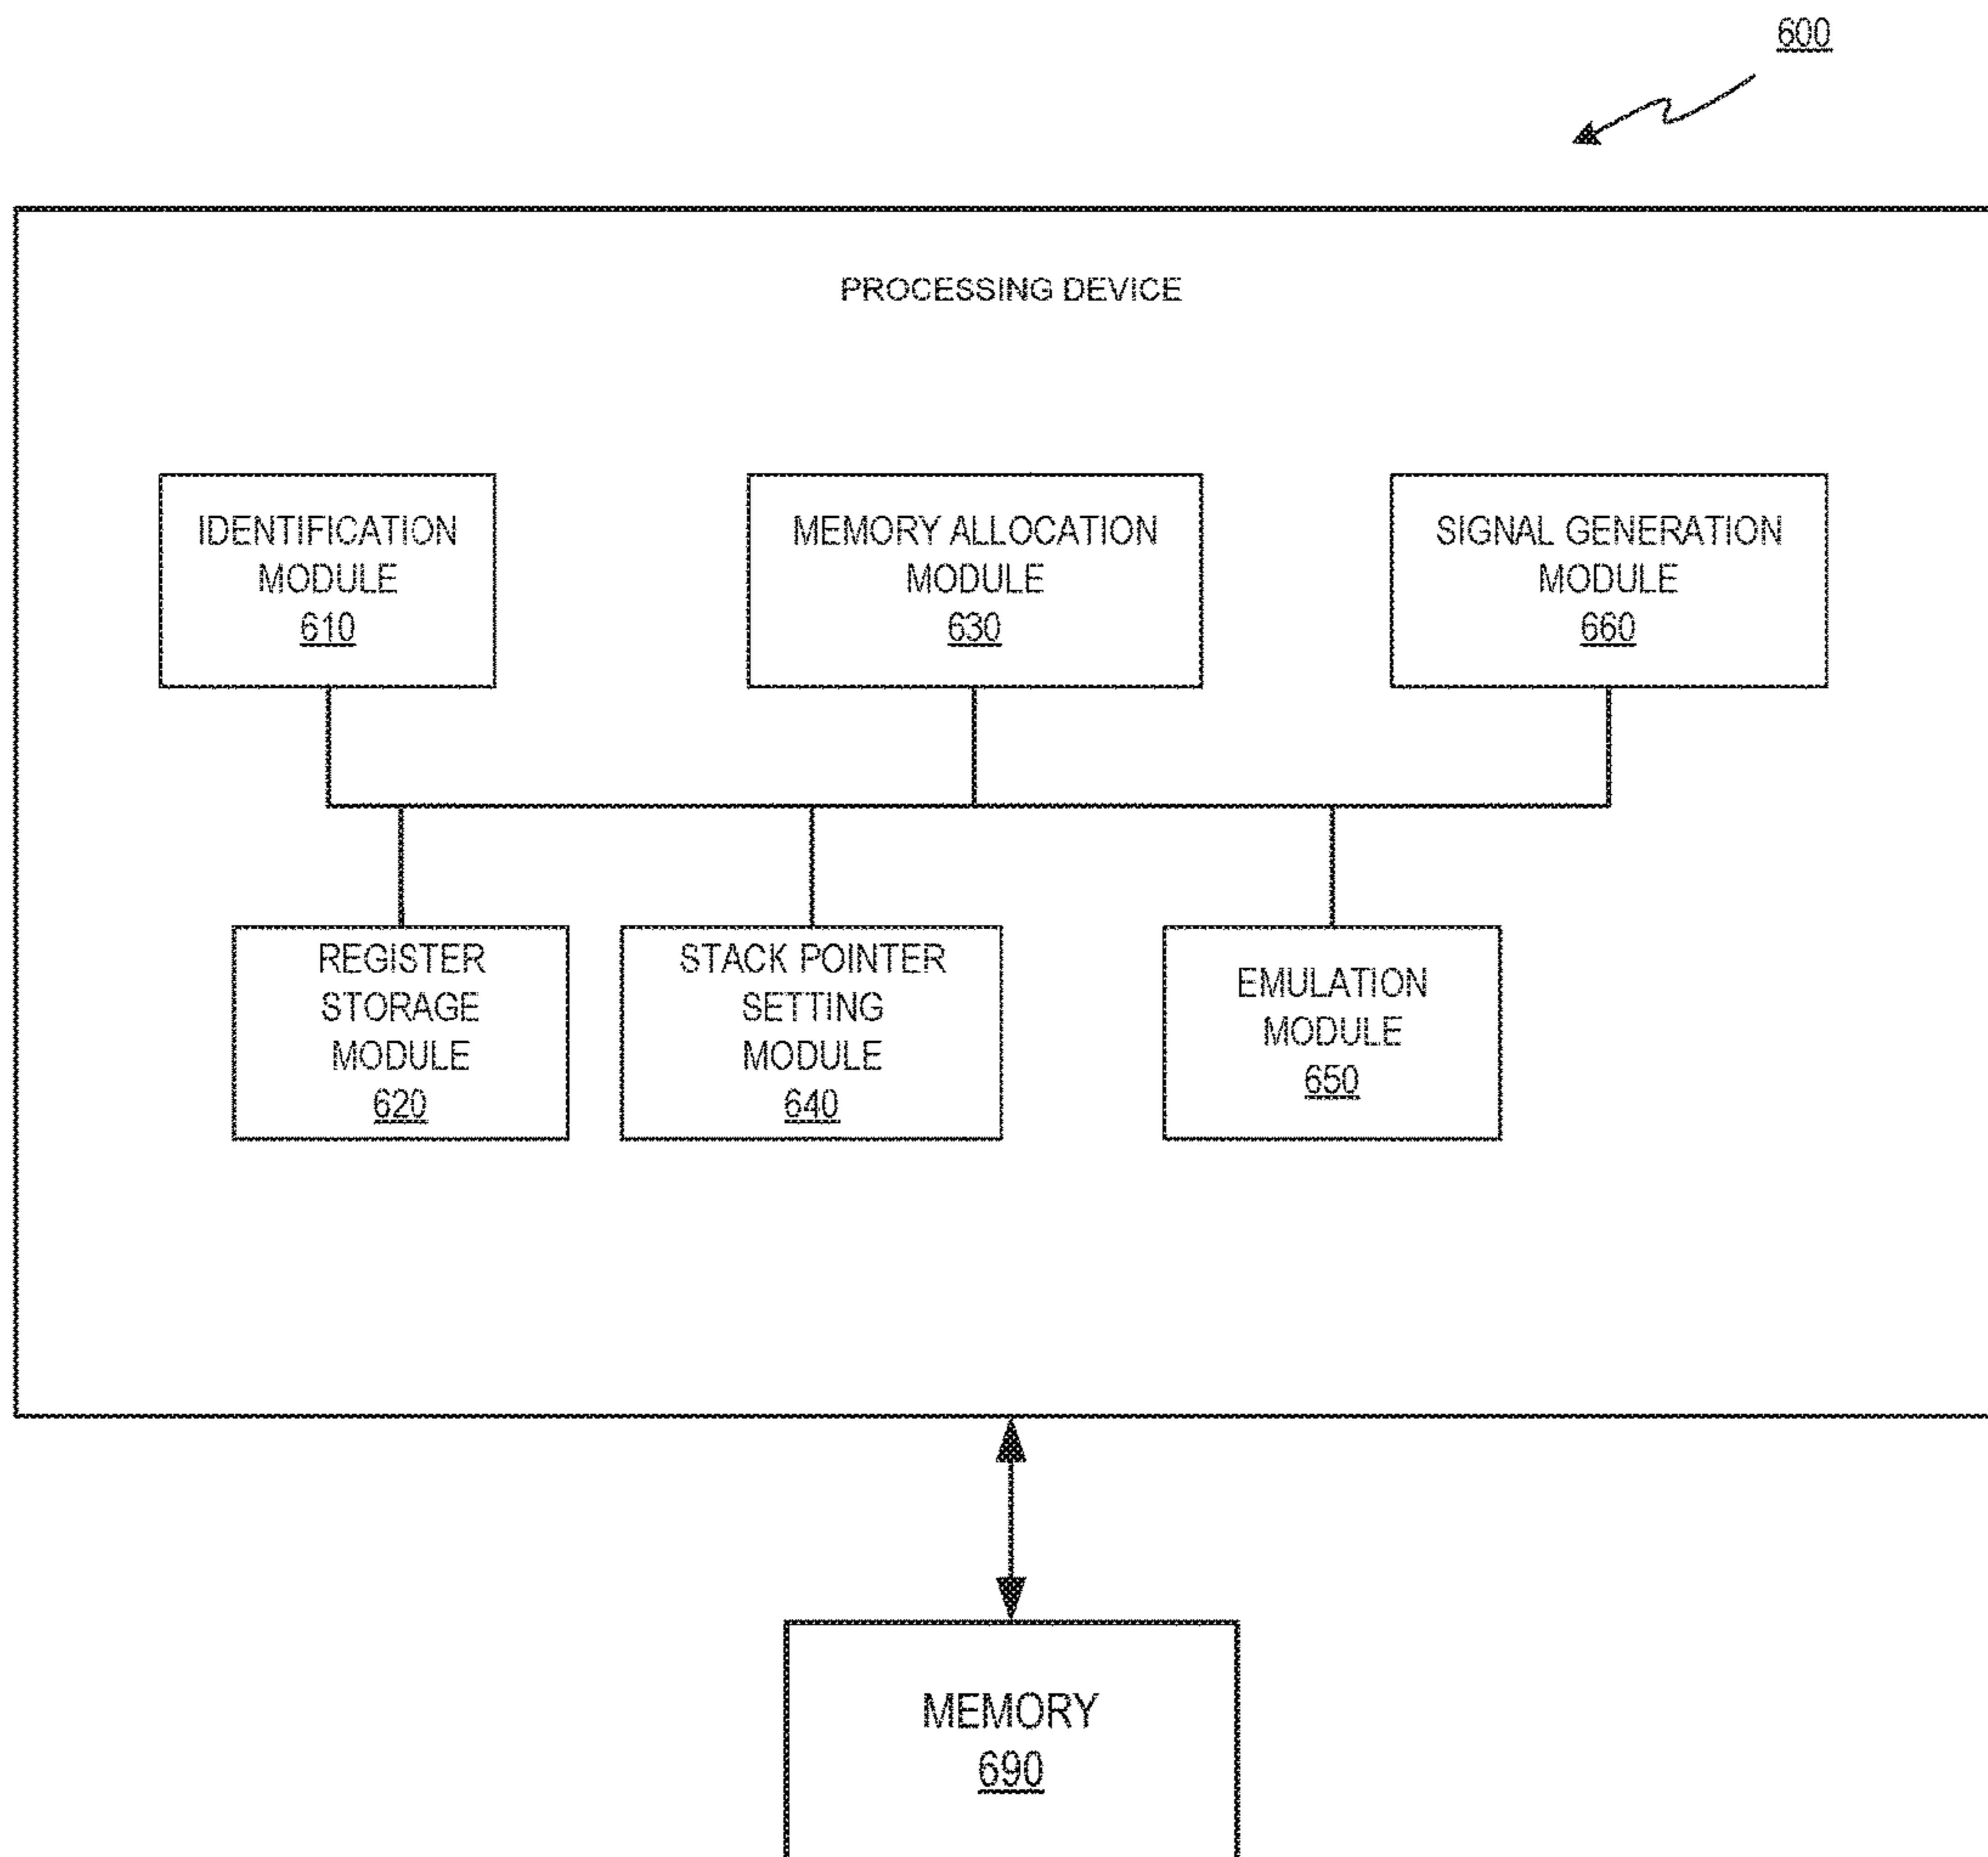 600
PROCESSING DEVICE
IDENTIFICATION
MODULE
610
MEMORY ALLOCATION
MODULE
630
SIGNAL GENERATION
MODULE
660
REGISTER
STORAGE
MODULE
620
STACK POINTER
SETTING
MODULE
640
EMULATION
MODULE
650
MEMORY
690